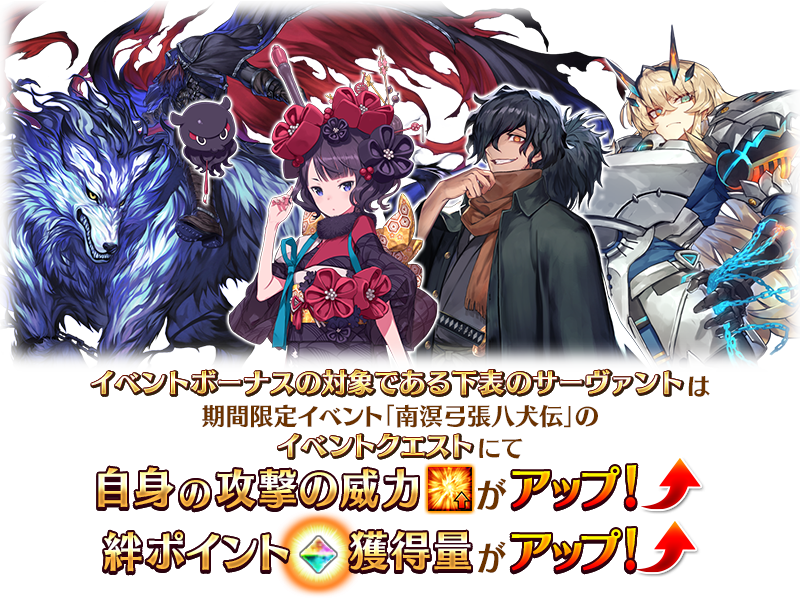 イベントボーナスの対象である下表のサーヴァントは
期間限定イベント｢南溟弓張八犬伝｣の
イベントクエストにて
自身の攻撃の威力がアップ!
絆ポイント獲得量がアップ!